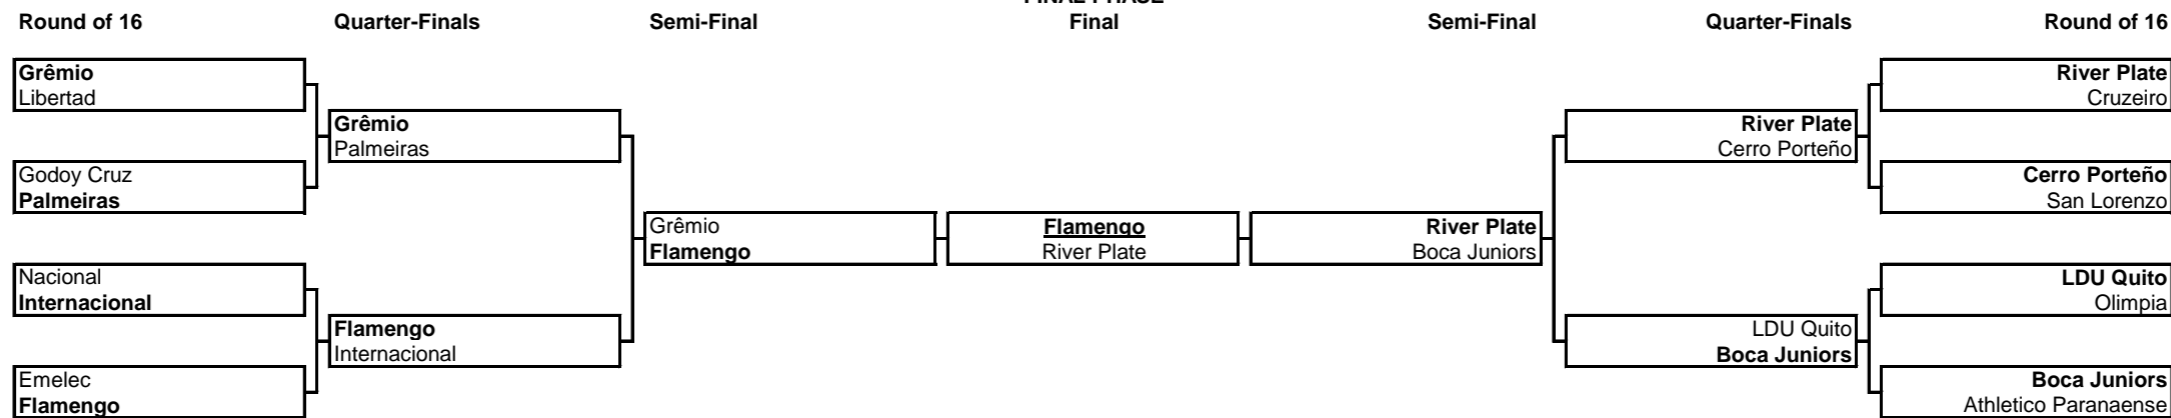 FINAL PHASE
Round of 16 Quarter-Finals Semi-Final Final Semi-Final Quarter-Finals Round of 16
Grêmio
Libertad
Godoy Cruz
Palmeiras
Nacional
Internacional
Emelec
Flamengo
Grêmio
Palmeiras
Flamengo
Internacional
Grêmio
Flamengo
Flamengo
River Plate
River Plate
Boca Juniors
River Plate
Cerro Porteño
LDU Quito
Boca Juniors
River Plate
Cruzeiro
Cerro Porteño
San Lorenzo
LDU Quito
Olimpia
Boca Juniors
Athletico Paranaense